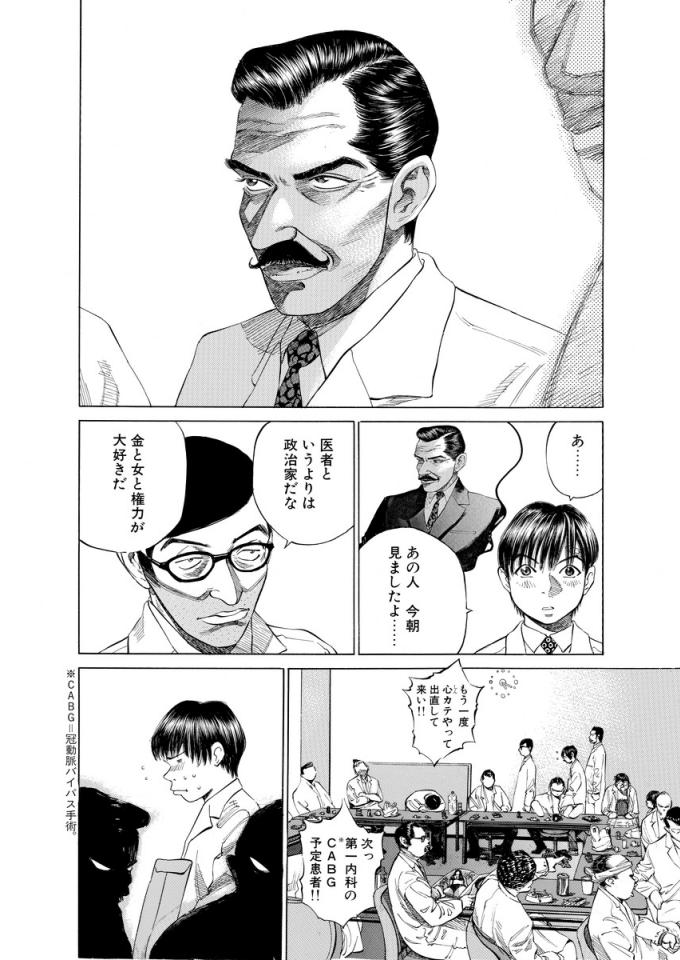 あ……
あの人　今朝
見ましたよ……
医者と
いうよりは
政治家だな
金と女と権力が
大好きだ
もう一度
心カテやって
出直して
来い!!
次っ
第一内科の
※CABG
予定患者!!
※CABG＝冠動脈バイパス手術。